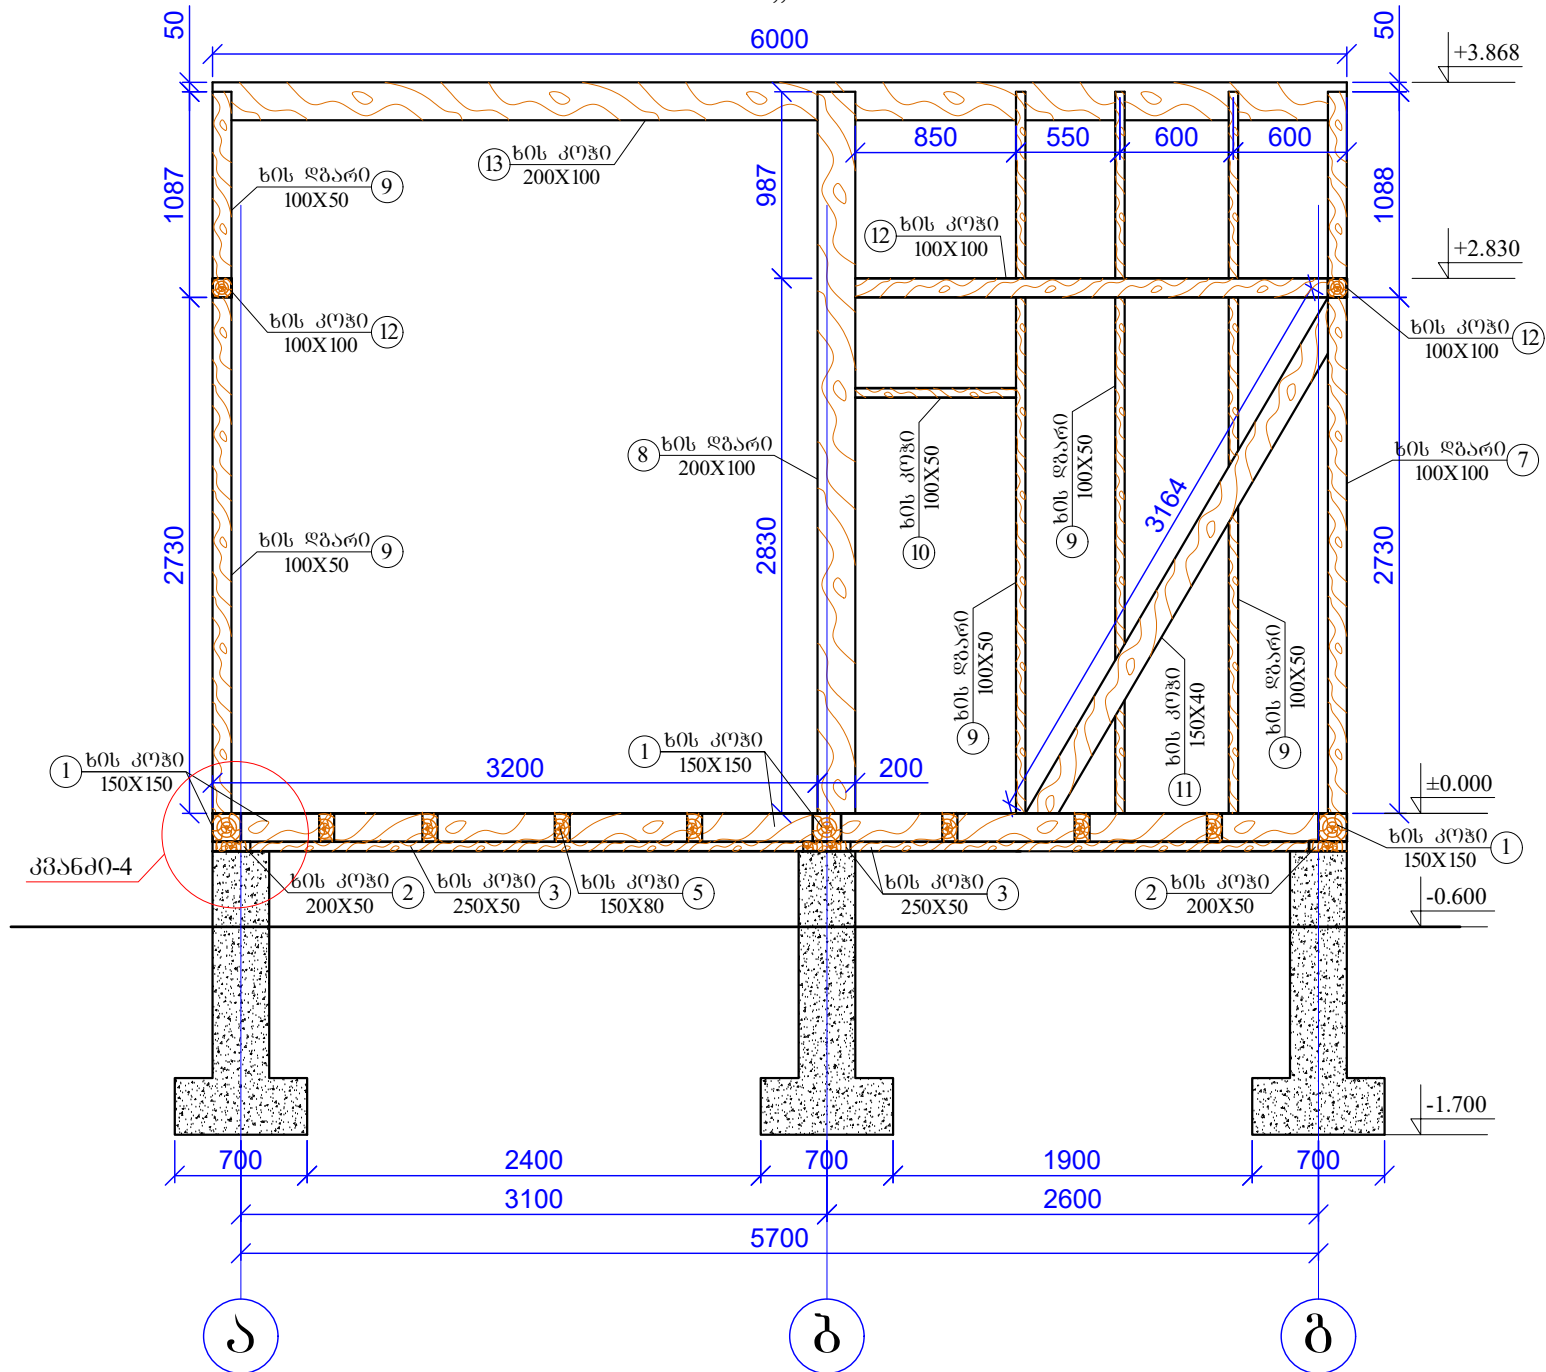 „
50
6000
50
+3.868
850
550
600
600
1087
987
1088
13
ხის კოჭი
200X100
ხის დგარი
100X50
9
12
ხის კოჭი
100X100
+2.830
ხის კოჭი
100X100
12
ხის კოჭი
100X100
12
8
ხის დგარი
200X100
ხის კოჭი
100X50
10
ხის დგარი
100X50
9
ხის დგარი
100X100
7
3164
2730
ხის დგარი
100X50
9
2830
2730
ხის დგარი
100X50
9
ხის კოჭი
150X40
11
ხის დგარი
100X50
9
1
ხის კოჭი
150X150
3200
1
ხის კოჭი
150X150
200
±0.000
ხის კოჭი
150X150
1
კვანძი-4
ხის კოჭი
200X50
2
ხის კოჭი
250X50
3
ხის კოჭი
150X80
5
ხის კოჭი
250X50
3
2
ხის კოჭი
200X50
-0.600
-1.700
700
2400
700
1900
700
3100
2600
5700
ა
ბ
გ